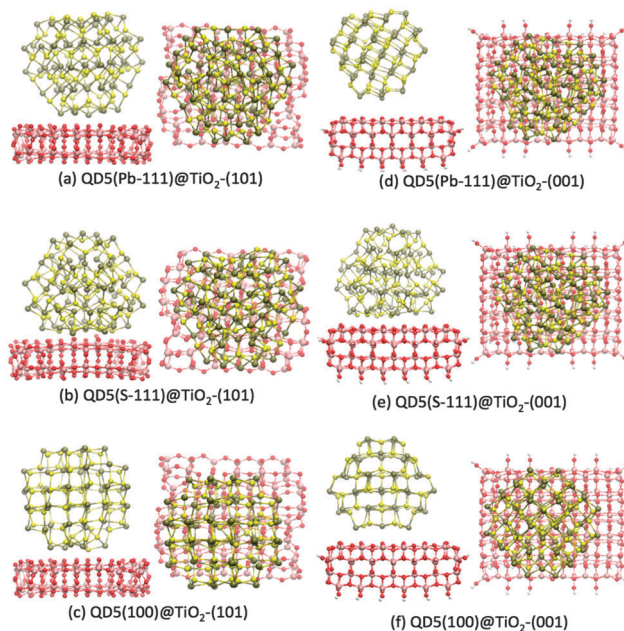 (a) QD5(Pb-111)@TiO₂-(101)
(d) QD5(Pb-111)@TiO₂-(001)
(b) QD5(S-111)@TiO₂-(101)
(e) QD5(S-111)@TiO₂-(001)
(c) QD5(100)@TiO₂-(101)
(f) QD5(100)@TiO₂-(001)